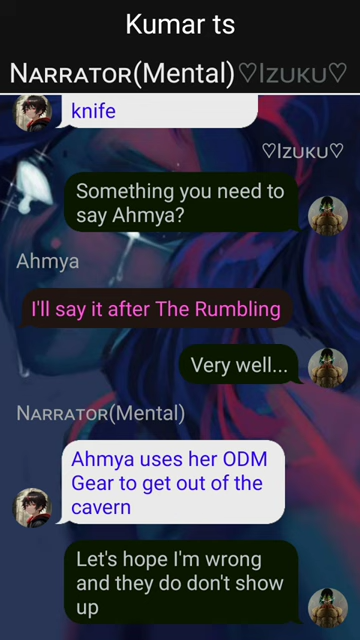 Kumar ts
Narrator(Mental)♡Izuku♡
knife
♡Izuku♡
Something you need to
say Ahmya?
Ahmya
I'll say it after The Rumbling
Very well...
Narrator(Mental)
Ahmya uses her ODM
Gear to get out of the
cavern
Let's hope I'm wrong
and they do don't show
up